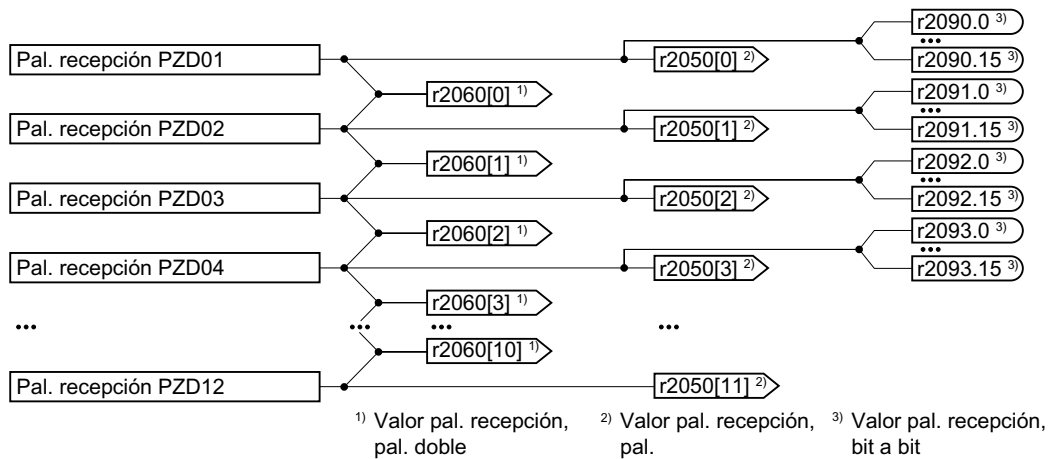 r2090.0 3)
...
Pal. recepción PZD01 r2050[0] 2) r2090.15 3)
r2060[0] 1) r2091.0 3)
...
Pal. recepción PZD02 r2050[1] 2) r2091.15 3)
r2060[1] 1) r2092.0 3)
...
Pal. recepción PZD03 r2050[2] 2) r2092.15 3)
r2060[2] 1) r2093.0 3)
...
Pal. recepción PZD04 r2050[3] 2) r2093.15 3)
r2060[3] 1)
... ... ... ...
r2060[10] 1)
Pal. recepción PZD12 r2050[11] 2)
1) Valor pal. recepción, 2) Valor pal. recepción, 3) Valor pal. recepción,
pal. doble pal. bit a bit